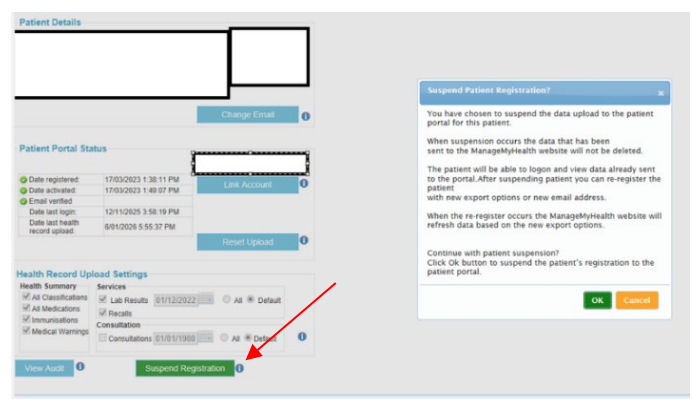 Patient Details
Change Email
Patient Portal Status
Date registered: 17/03/2023 1:38:11 PM
Link Account
Date activated: 17/03/2023 1:49:07 PM
Email verified
Date last login: 12/11/2025 3:58:19 PM
Date last health
record upload: 6/01/2026 5:55:37 PM
Reset Upload
Health Record Upload Settings
Health Summary Services
All Classifications Lab Results 01/12/2022 All Default
All Medications Recalls
Immunisations Consultation
Medical Warnings Consultations 01/01/1900 All Default
View Audit Suspend Registration
Suspend Patient Registration? x
You have chosen to suspend the data upload to the patient
portal for this patient.
When suspension occurs the data that has been
sent to the ManageMyHealth website will not be deleted.
The patient will be able to logon and view data already sent
to the portal.After suspending patient you can re-register the
patient
with new export options or new email address.
When the re-register occurs the ManageMyHealth website will
refresh data based on the new export options.
Continue with patient suspension?
Click Ok button to suspend the patient's registration to the
patient portal.
OK Cancel